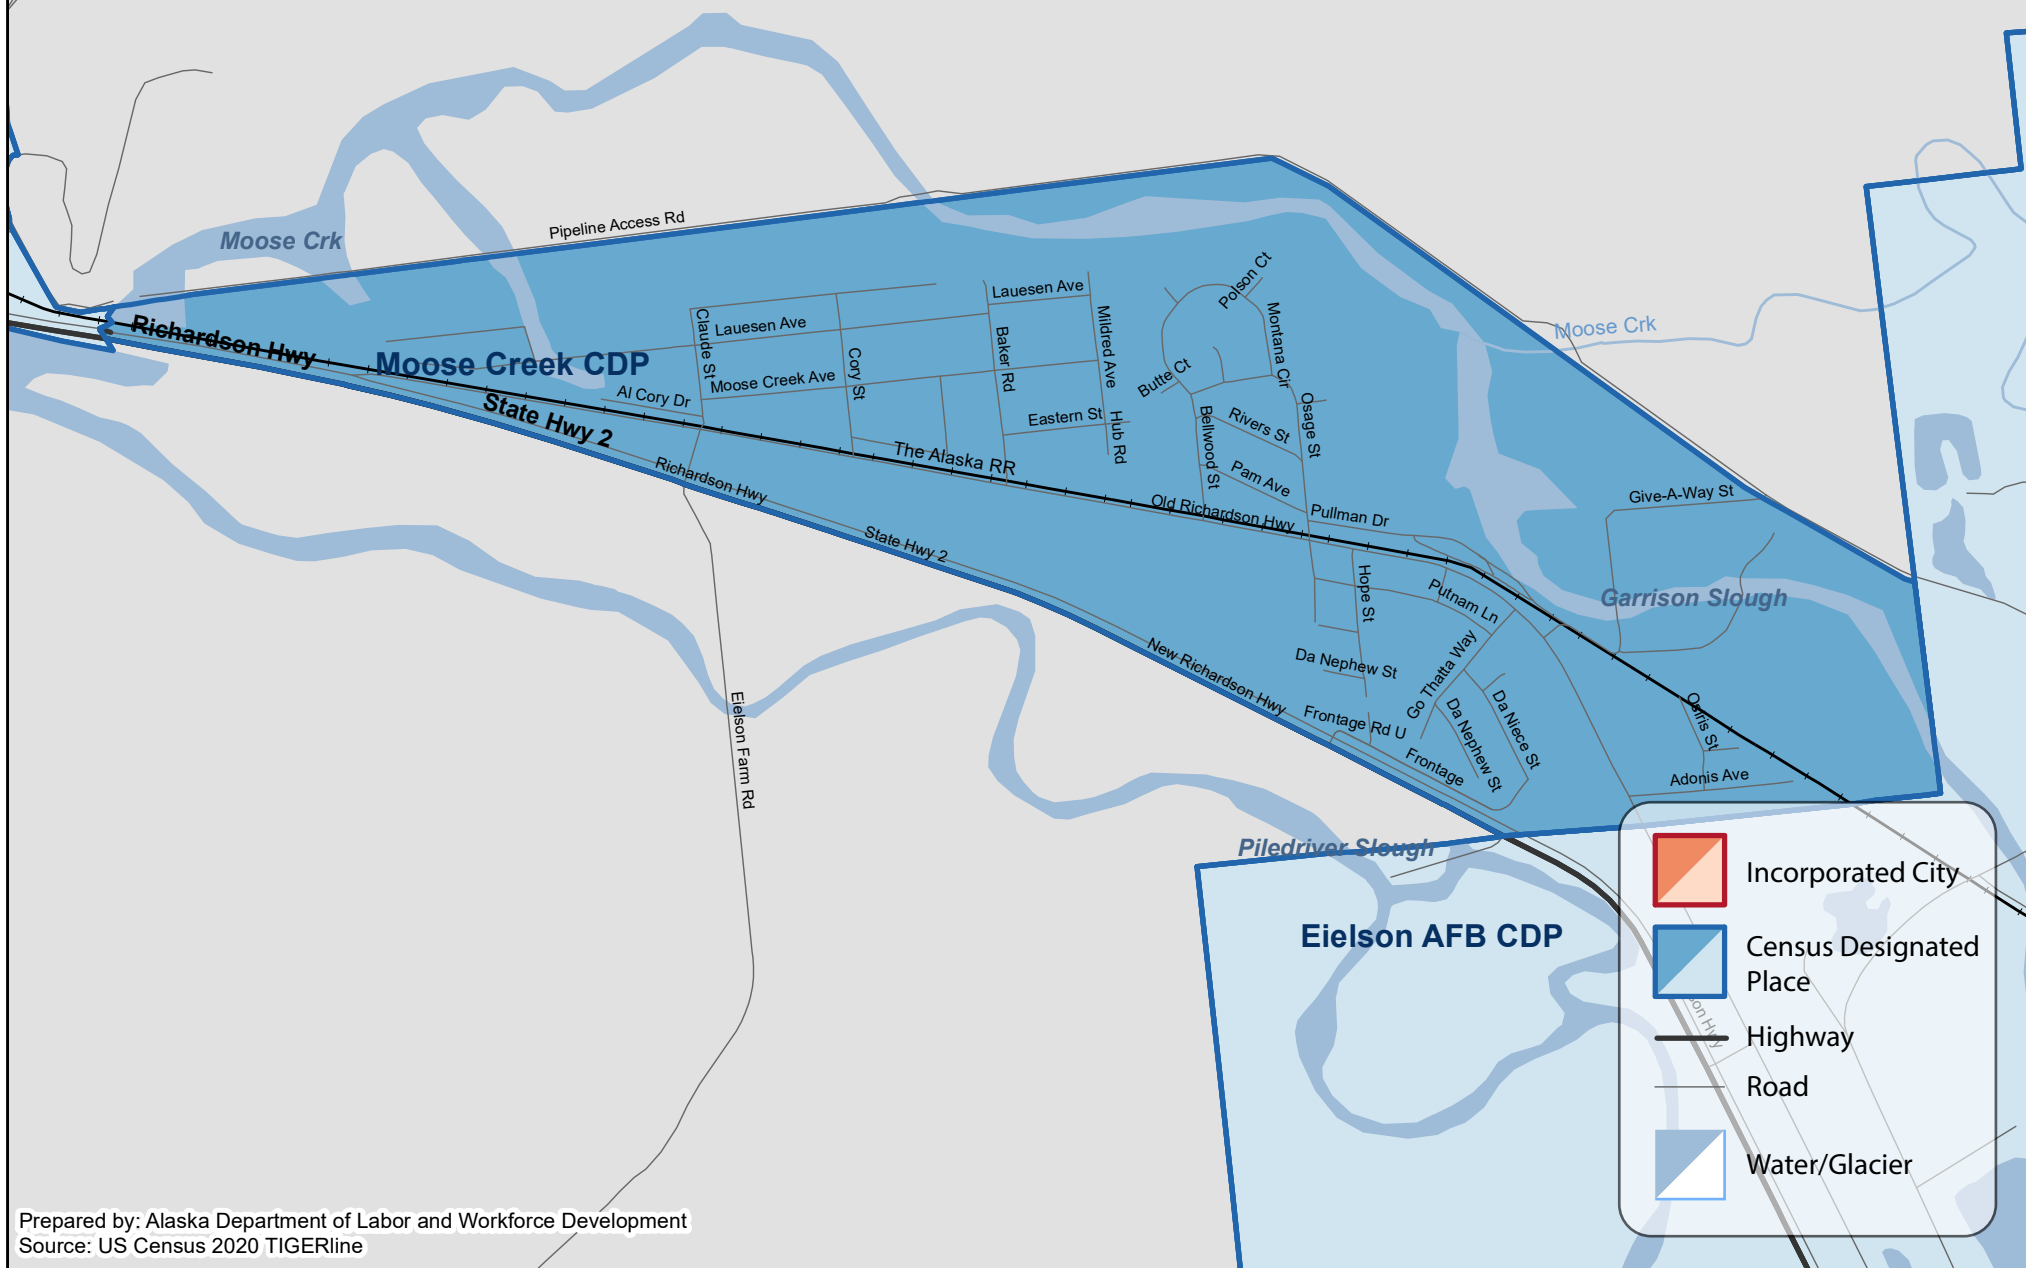 Pipeline Access Rd
Moose Crk
Polson Ct
Lauesen Ave
Mildred Ave
Montana Cir
Richardson Hwy
Claude St
Lauesen Ave
Baker Rd
Moose Crk
Moose Creek CDP
Cory St
Moose Creek Ave
Butte Ct
Al Cory Dr
State Hwy 2
Eastern St
Hub Rd
Bellwood St
Rivers St
Osage St
The Alaska RR
Pam Ave
Richardson Hwy
Old Richardson Hwy
Pullman Dr
Give-A-Way St
State Hwy 2
Hope St
Putnam Ln
Garrison Slough
Da Nephew St
Go Thatta Way
New Richardson Hwy
Eielson Farm Rd
Frontage Rd U
Da Nephew St
Da Niece St
Osiris St
Frontage
Adonis Ave
Piledriver Slough
Eielson AFB CDP
Incorporated City
Census Designated
Place
Highway
Road
Water/Glacier
Prepared by: Alaska Department of Labor and Workforce Development
Source: US Census 2020 TIGERline